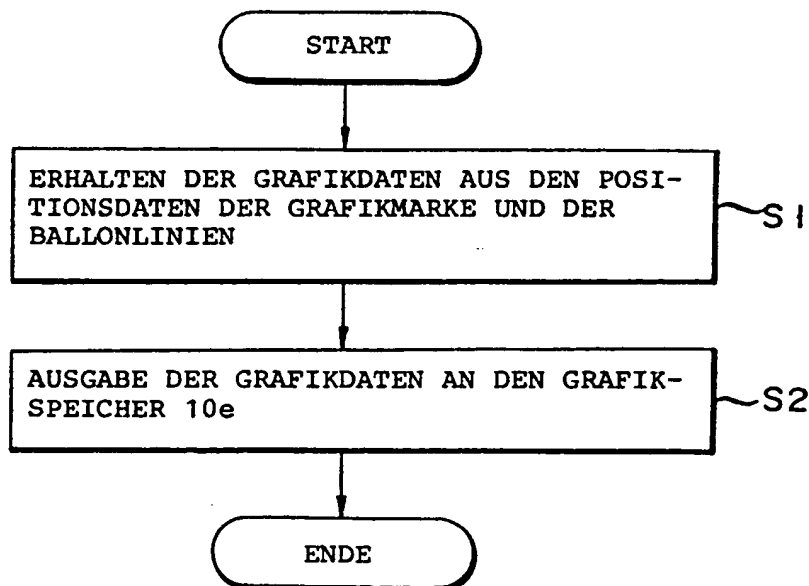 START
ERHALTEN DER GRAFIKDATEN AUS DEN POSI-
TIONSDATEN DER GRAFIKMARKE UND DER
BALLONLINIEN
S1
AUSGABE DER GRAFIKDATEN AN DEN GRAFIK-
SPEICHER 10e
S2
ENDE